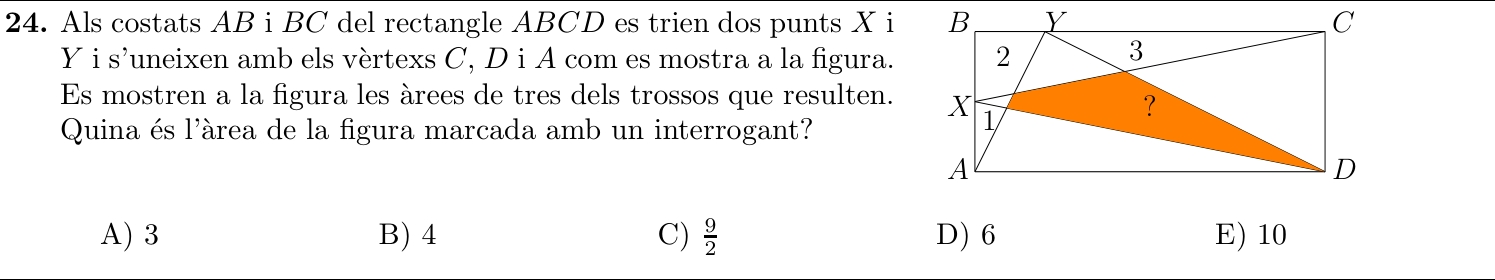 24. Als costats AB i BC del rectangle ABCD es trien dos punts X i
Y i s'uneixen amb els vèrtexs C, D i A com es mostra a la figura.
Es mostren a la figura les àrees de tres dels trossos que resulten.
Quina és l'àrea de la figura marcada amb un interrogant?
B Y C
2 3
X ?
1
A D
A) 3 B) 4 C) 9/2 D) 6 E) 10